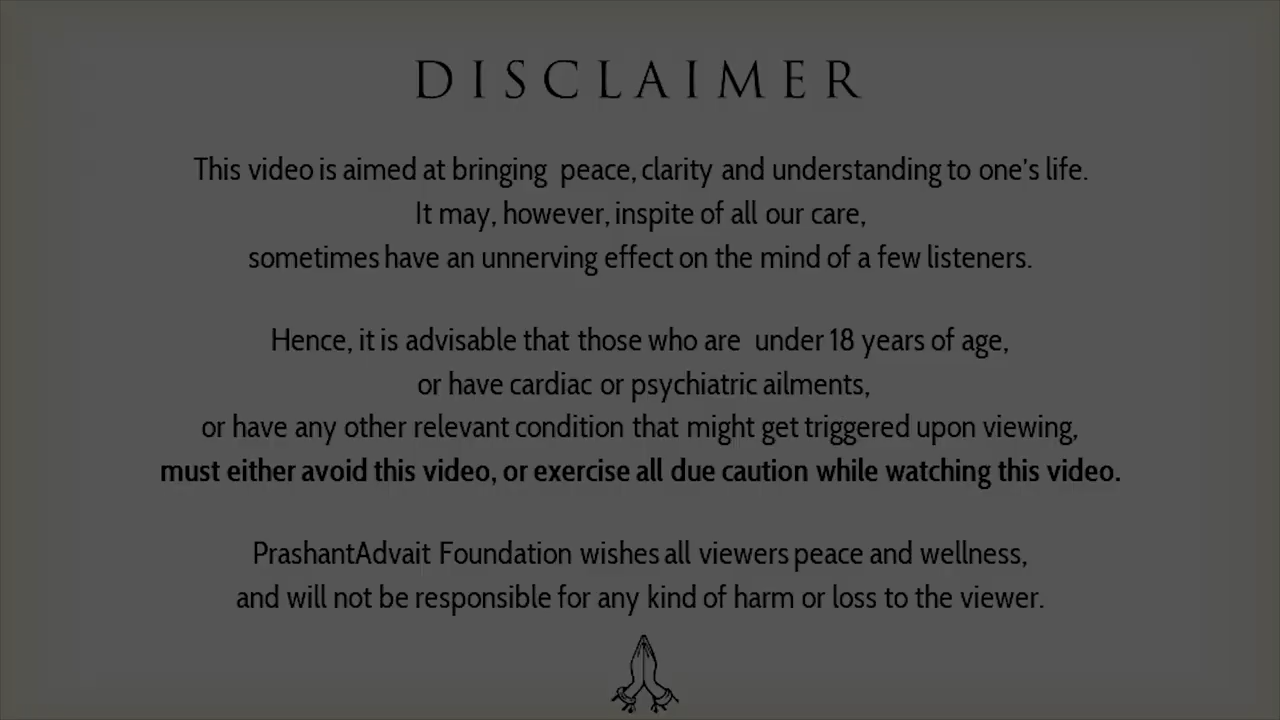 DISCLAIMER
This video is aimed at bringing peace, clarity and understanding to one's life.
It may, however, inspite of all our care,
sometimes have an unnerving effect on the mind of a few listeners.
Hence, it is advisable that those who are under 18 years of age,
or have cardiac or psychiatric ailments,
or have any other relevant condition that might get triggered upon viewing,
must either avoid this video, or exercise all due caution while watching this video.
PrashantAdvait Foundation wishes all viewers peace and wellness,
and will not be responsible for any kind of harm or loss to the viewer.